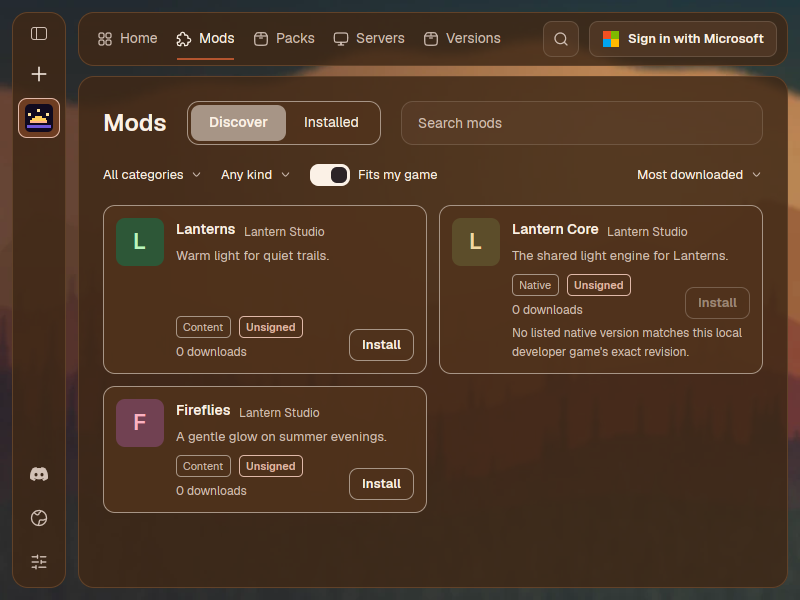 Home
Mods
Packs
Servers
Versions
Sign in with Microsoft
Mods
Discover
Installed
Search mods
All categories
Any kind
Fits my game
Most downloaded
L
Lanterns Lantern Studio
Warm light for quiet trails.
Content
Unsigned
0 downloads
Install
L
Lantern Core Lantern Studio
The shared light engine for Lanterns.
Native
Unsigned
0 downloads
Install
No listed native version matches this local
developer game's exact revision.
F
Fireflies Lantern Studio
A gentle glow on summer evenings.
Content
Unsigned
0 downloads
Install